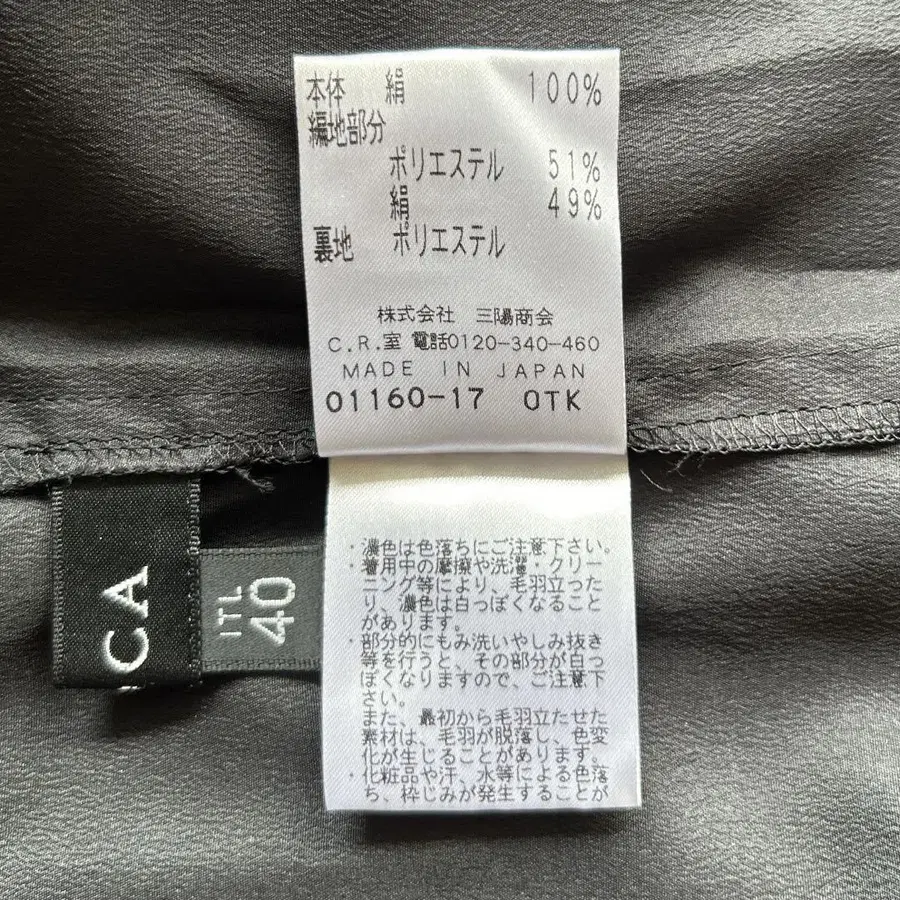 本体 絹 100%
編地部分
ポリエステル 51%
絹 49%
裏地 ポリエステル
株式会社 三陽商会
C.R.室 電話0120-340-460
MADE IN JAPAN
01160-17 OTK
・濃色は色落ちにご注意下さい。
・着用中の摩擦や洗濯・クリー
ニング等により、毛羽立った
り、濃色は白っぽくなること
があります。
・部分的にもみ洗いやしみ抜き
等を行うと、その部分が白っ
ぽくなりますので、ご注意下
さい。
また、最初から毛羽立たせた
素材は、毛羽が脱落し、色変
化が生じることがあります。
・化粧品や汗、水等による色落
ち、枠じみが発生することが
CA
ITL
40